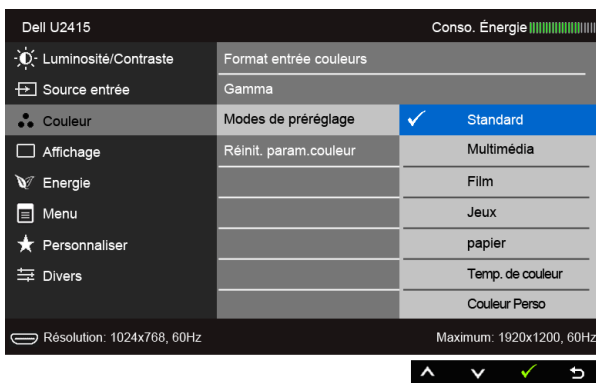 Dell U2415 Conso. Énergie
Luminosité/Contraste Format entrée couleurs
Source entrée Gamma
Couleur Modes de préréglage Standard
Affichage Réinit. param.couleur Multimédia
Energie Film
Menu Jeux
Personnaliser papier
Divers Temp. de couleur
Couleur Perso
Résolution: 1024x768, 60Hz Maximum: 1920x1200, 60Hz